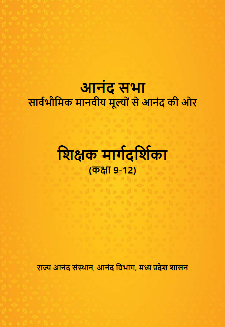 आनंद सभा
सार्वभौमिक मानवीय मूल्यों से आनंद की ओर
शिक्षक मार्गदर्शिका
(कक्षा 9-12)
राज्य आनंद संस्थान, आनंद विभाग, मध्य प्रदेश शासन